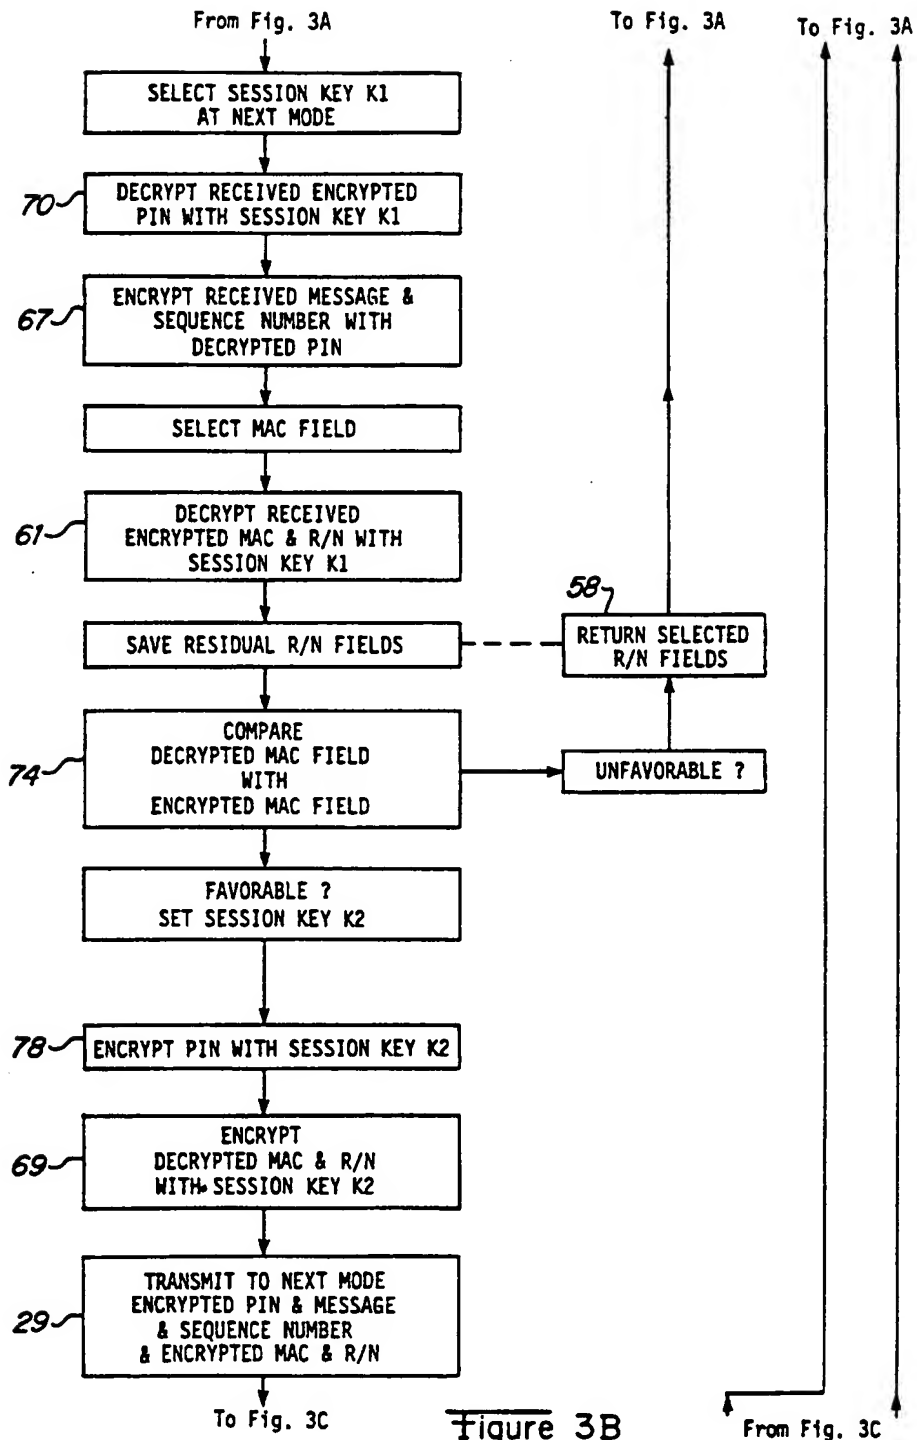 From Fig. 3A
To Fig. 3A
To Fig. 3A
SELECT SESSION KEY K1
AT NEXT MODE
70
DECRYPT RECEIVED ENCRYPTED
PIN WITH SESSION KEY K1
67
ENCRYPT RECEIVED MESSAGE &
SEQUENCE NUMBER WITH
DECRYPTED PIN
SELECT MAC FIELD
61
DECRYPT RECEIVED
ENCRYPTED MAC & R/N WITH
SESSION KEY K1
SAVE RESIDUAL R/N FIELDS
58
RETURN SELECTED
R/N FIELDS
74
COMPARE
DECRYPTED MAC FIELD
WITH
ENCRYPTED MAC FIELD
UNFAVORABLE ?
FAVORABLE ?
SET SESSION KEY K2
78
ENCRYPT PIN WITH SESSION KEY K2
69
ENCRYPT
DECRYPTED MAC & R/N
WITH SESSION KEY K2
29
TRANSMIT TO NEXT MODE
ENCRYPTED PIN & MESSAGE
& SEQUENCE NUMBER
& ENCRYPTED MAC & R/N
To Fig. 3C
Figure 3B
From Fig. 3C